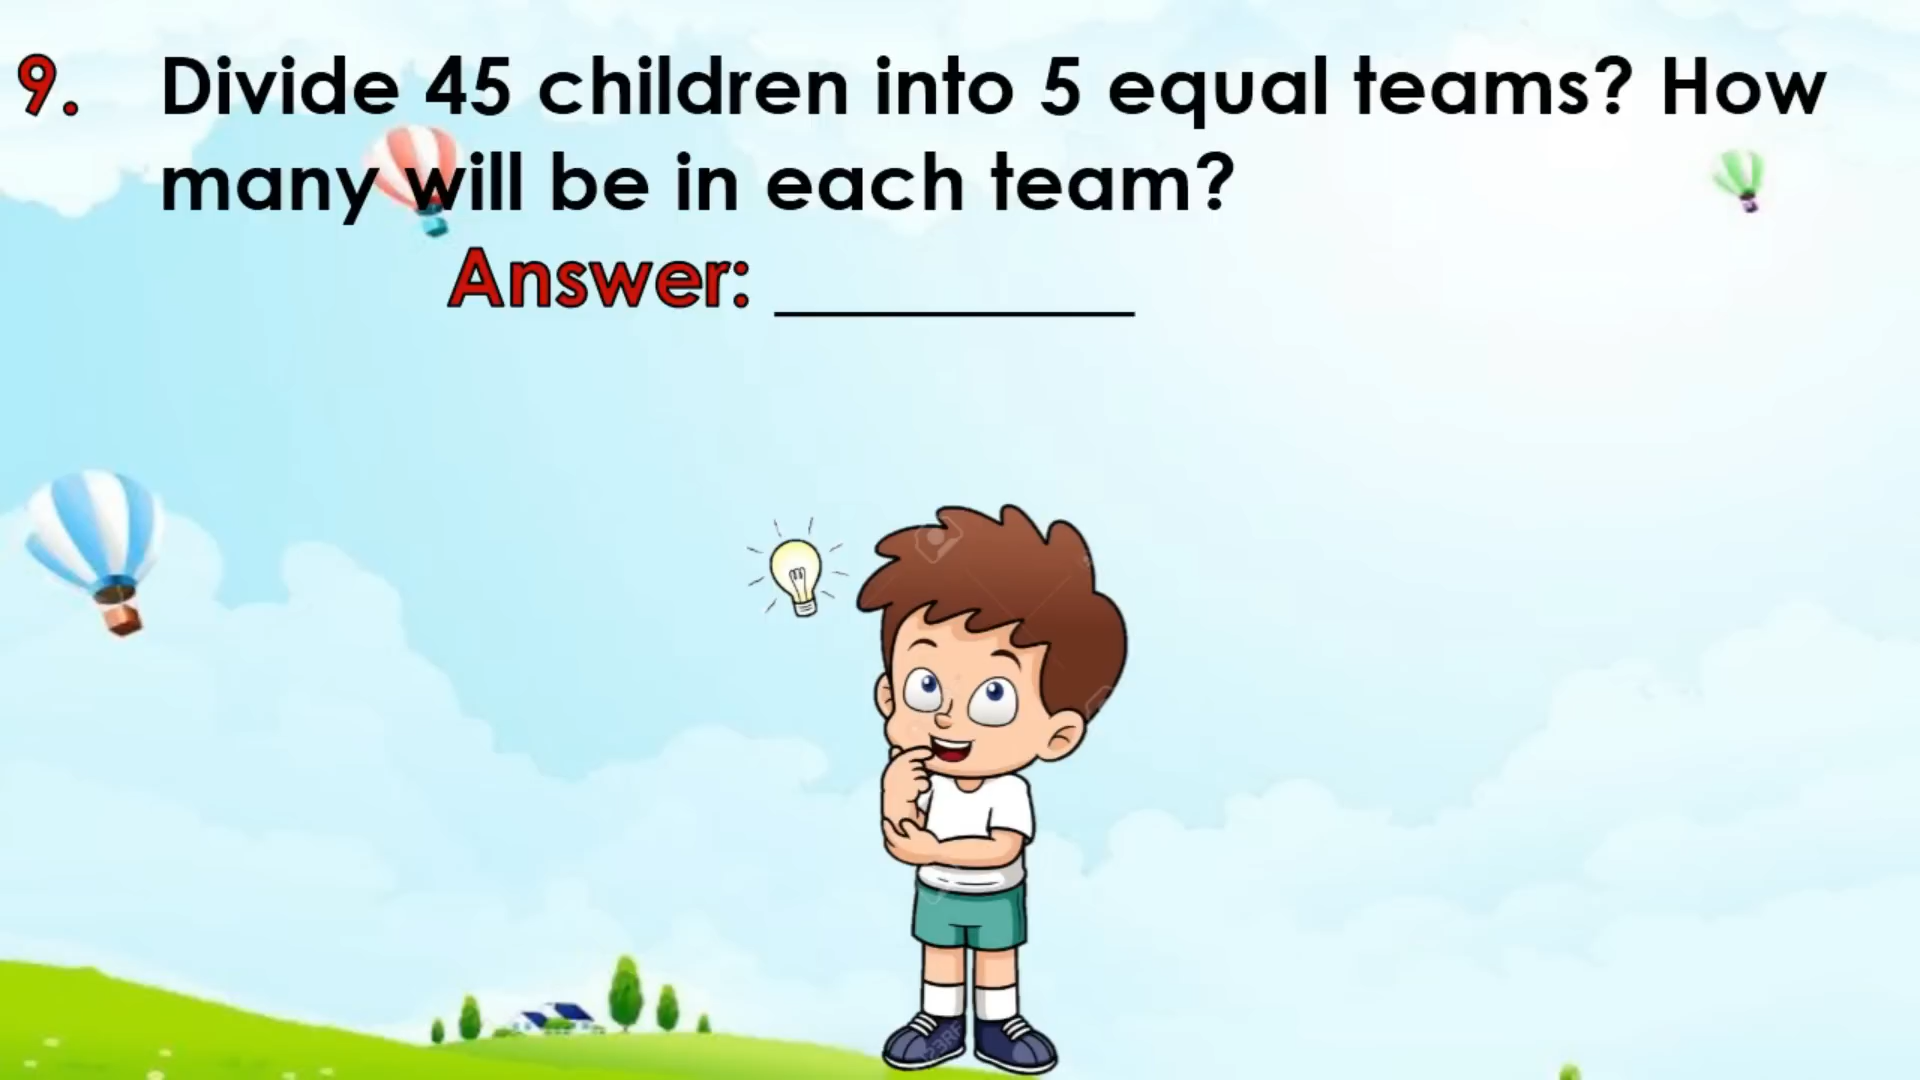 9. Divide 45 children into 5 equal teams? How
many will be in each team?
Answer: __________